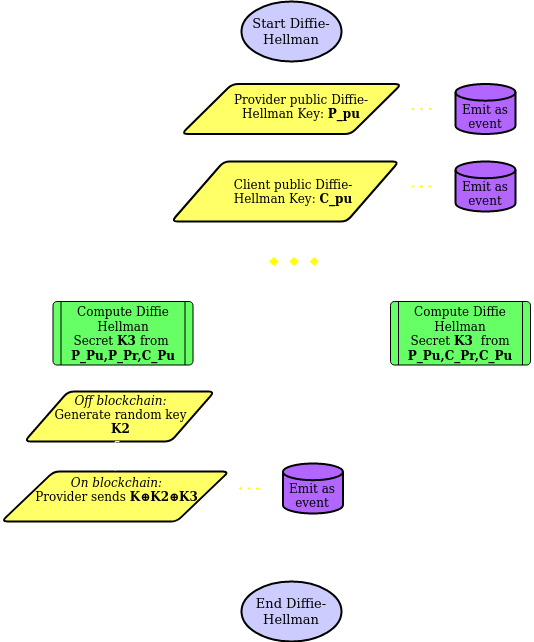 Start Diffie-
Hellman
Provider public Diffie-
Hellman Key: P_pu
Emit as
event
Client public Diffie-
Hellman Key: C_pu
Emit as
event
Compute Diffie
Hellman
Secret K3 from
P_Pu,P_Pr,C_Pu
Compute Diffie
Hellman
Secret K3 from
P_Pu,C_Pr,C_Pu
Off blockchain:
Generate random key
K2
On blockchain:
Provider sends K⊕K2⊕K3
Emit as
event
End Diffie-
Hellman